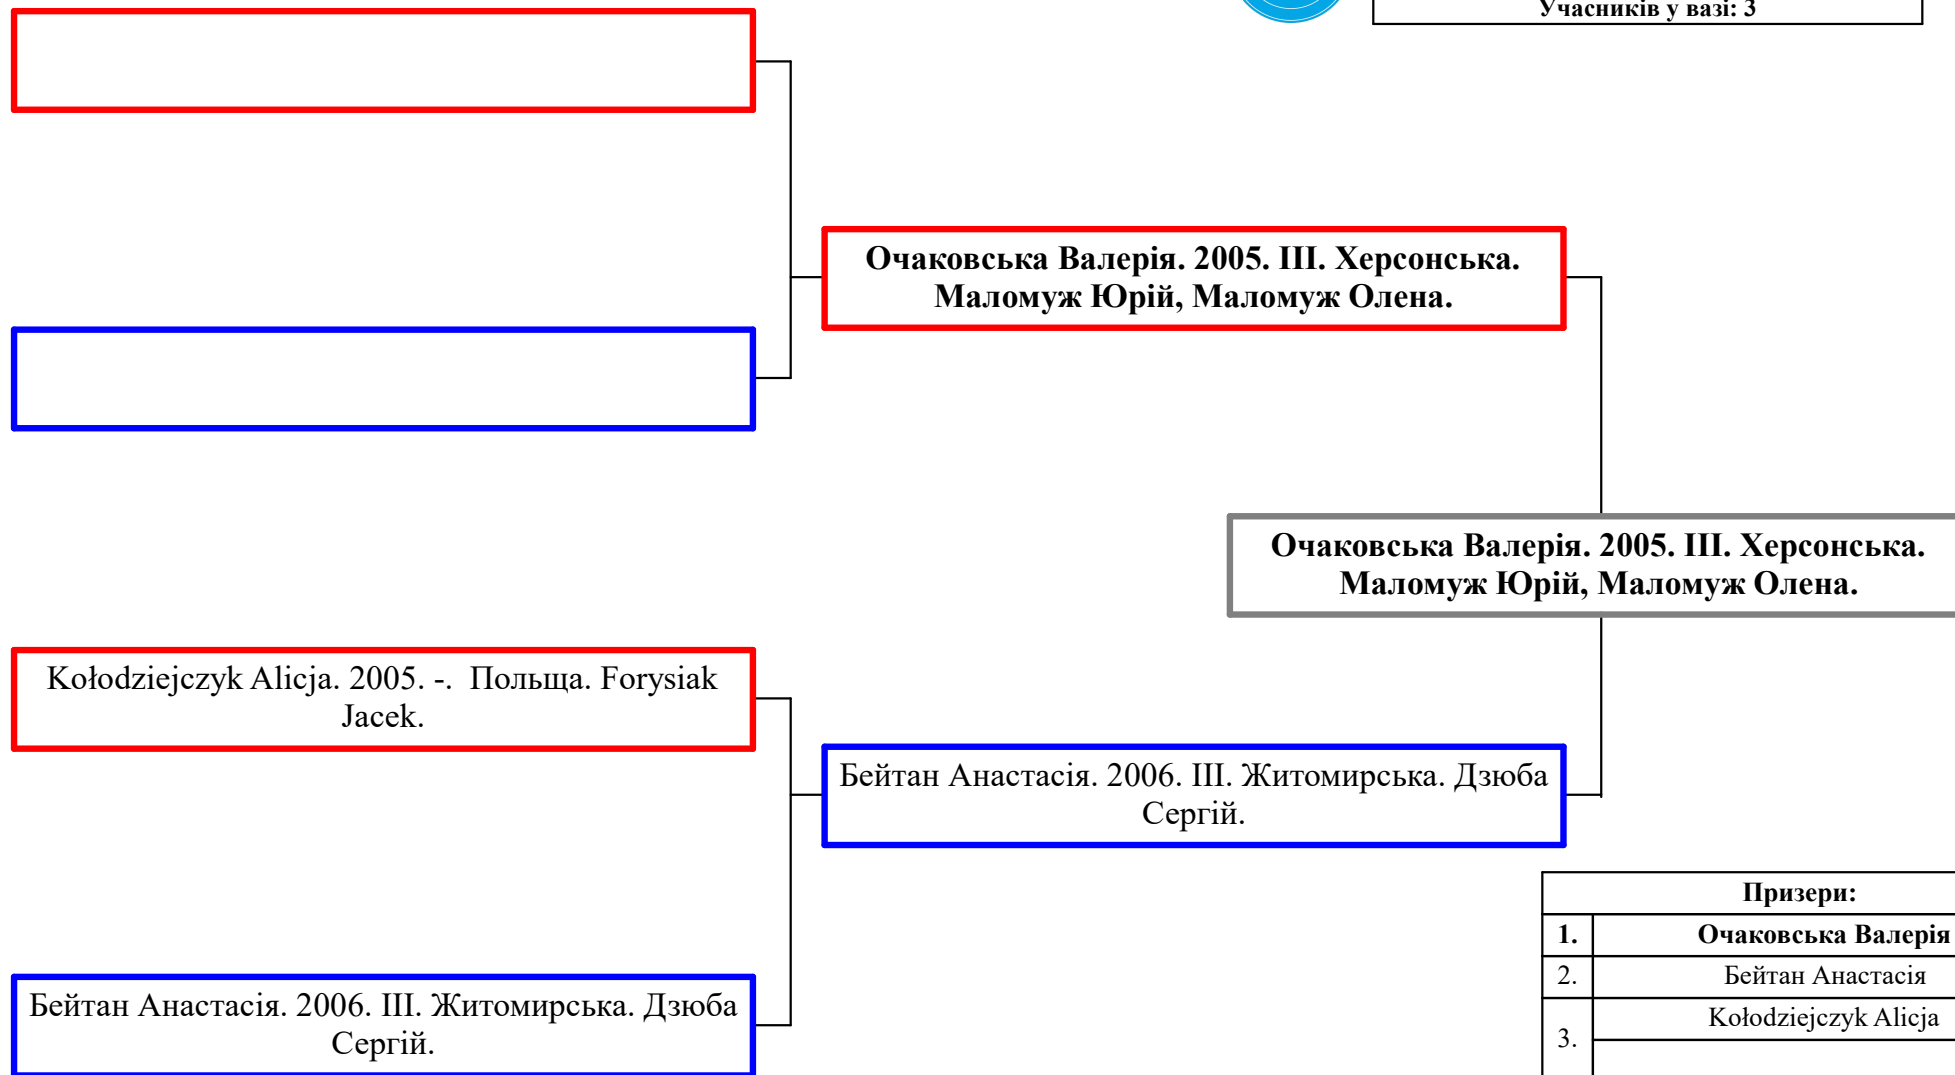 Учасників у вазі: 3
Очаковська Валерія. 2005. III. Херсонська.
Маломуж Юрій, Маломуж Олена.
Очаковська Валерія. 2005. III. Херсонська.
Маломуж Юрій, Маломуж Олена.
Kołodziejczyk Alicja. 2005. -. Польща. Forysiak
Jacek.
Бейтан Анастасія. 2006. III. Житомирська. Дзюба
Сергій.
Бейтан Анастасія. 2006. III. Житомирська. Дзюба
Сергій.
Призери:
1. Очаковська Валерія
2. Бейтан Анастасія
3. Kołodziejczyk Alicja